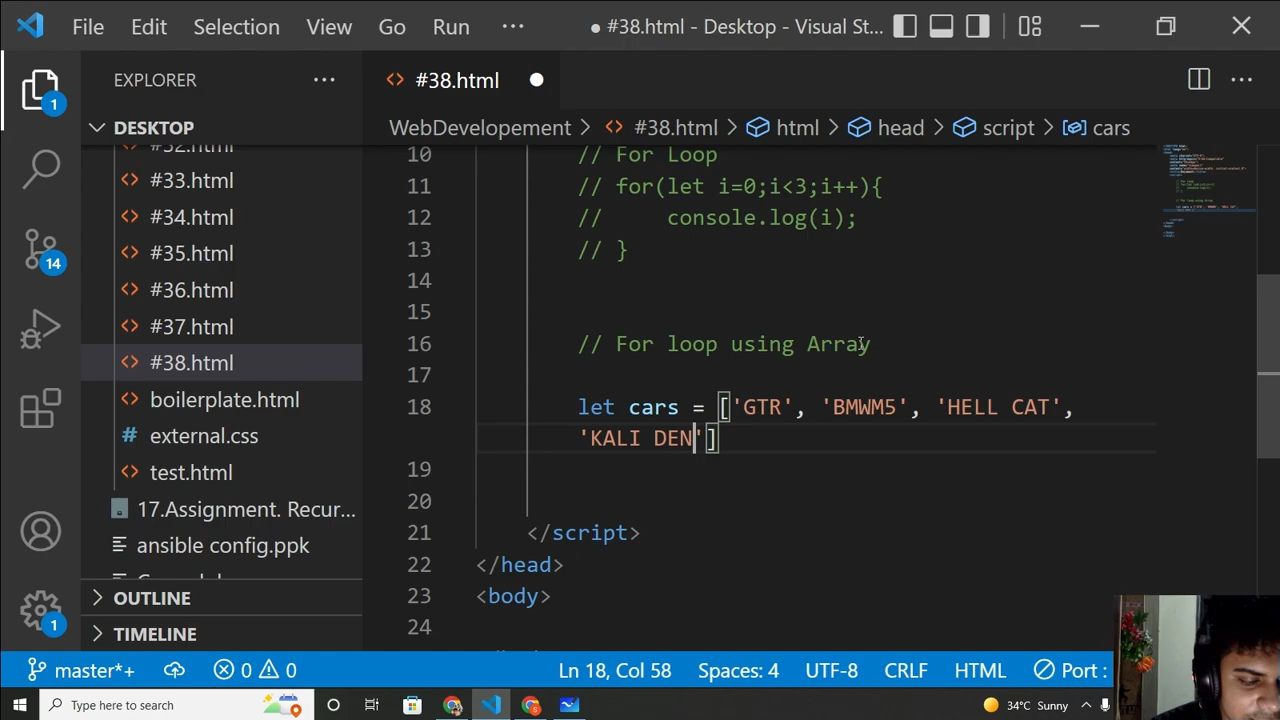 File Edit Selection View Go Run ··· #38.html - Desktop - Visual St...
EXPLORER ···
#38.html
DESKTOP
WebDevelopement > #38.html > html > head > script > cars
#32.html
#33.html
#34.html
#35.html
#36.html
#37.html
#38.html
boilerplate.html
external.css
test.html
17.Assignment. Recur...
ansible config.ppk
OUTLINE
TIMELINE
10 // For Loop
11 // for(let i=0;i<3;i++){
12 //     console.log(i);
13 // }
14
15
16 // For loop using Array
17
18 let cars = ['GTR', 'BMWM5', 'HELL CAT',
'KALI DEN']
19
20
21 </script>
22 </head>
23 <body>
24
1
14
1
master*+ 0 0 Ln 18, Col 58 Spaces: 4 UTF-8 CRLF HTML Port :
Type here to search 34°C Sunny